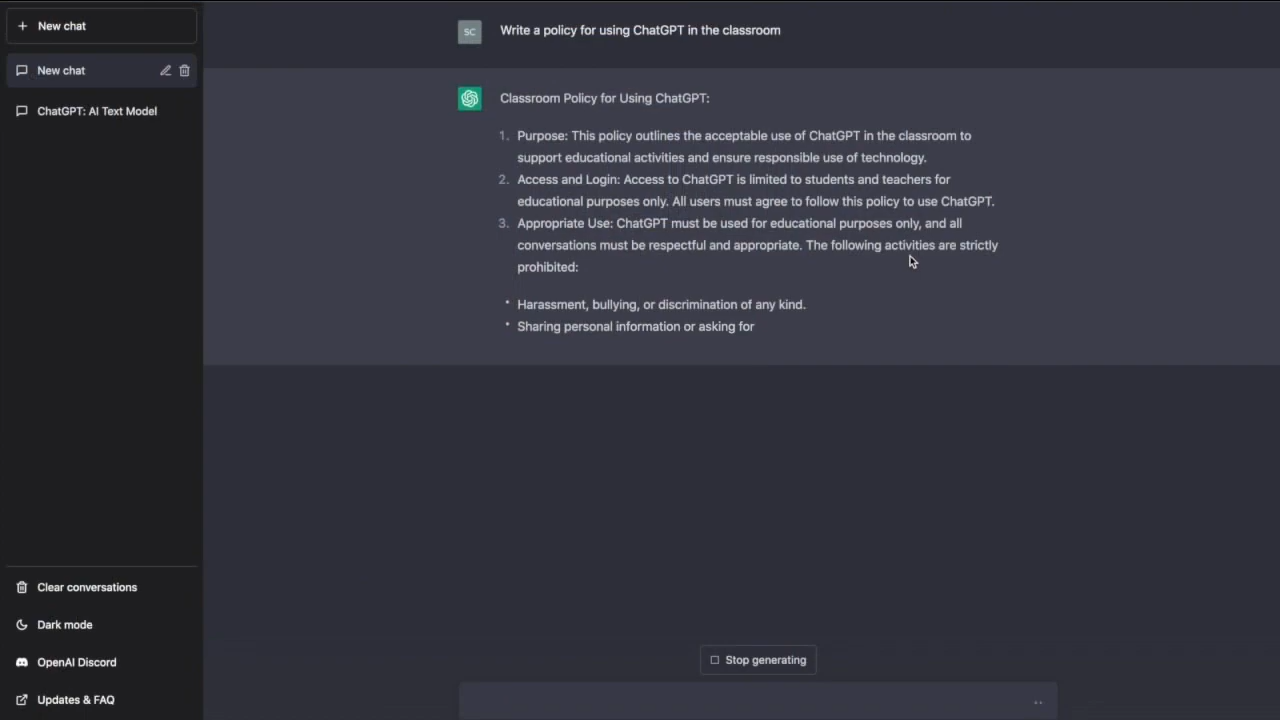 New chat
New chat
ChatGPT: AI Text Model
Clear conversations
Dark mode
OpenAI Discord
Updates & FAQ
SC
Write a policy for using ChatGPT in the classroom
Classroom Policy for Using ChatGPT:
1. Purpose: This policy outlines the acceptable use of ChatGPT in the classroom to
support educational activities and ensure responsible use of technology.
2. Access and Login: Access to ChatGPT is limited to students and teachers for
educational purposes only. All users must agree to follow this policy to use ChatGPT.
3. Appropriate Use: ChatGPT must be used for educational purposes only, and all
conversations must be respectful and appropriate. The following activities are strictly
prohibited:
• Harassment, bullying, or discrimination of any kind.
• Sharing personal information or asking for
Stop generating